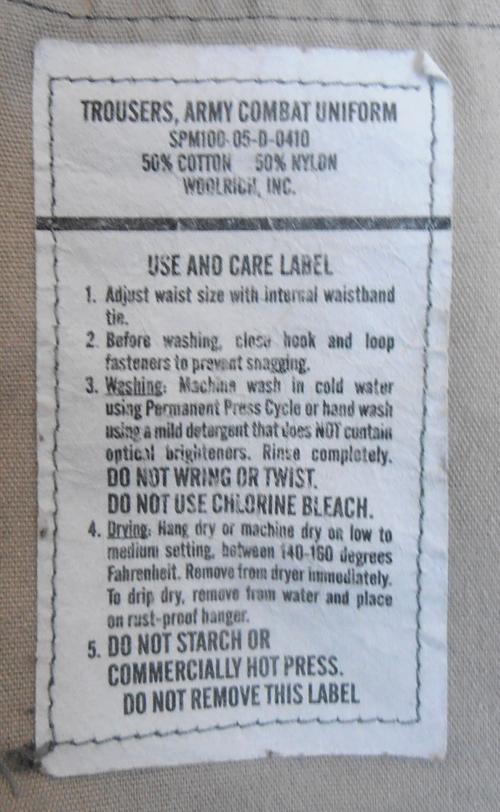 TROUSERS, ARMY COMBAT UNIFORM
SPM100-05-D-0410
50% COTTON 50% NYLON
WOOLRICH, INC.
USE AND CARE LABEL
1. Adjust waist size with internal waistband
tie.
2. Before washing, close hook and loop
fasteners to prevent snagging.
3. Washing: Machine wash in cold water
using Permanent Press Cycle or hand wash
using a mild detergent that does NOT contain
optical brighteners. Rinse completely.
DO NOT WRING OR TWIST.
DO NOT USE CHLORINE BLEACH.
4. Drying: Hang dry or machine dry on low to
medium setting, between 140-160 degrees
Fahrenheit. Remove from dryer immediately.
To drip dry, remove from water and place
on rust-proof hanger.
5. DO NOT STARCH OR
COMMERCIALLY HOT PRESS.
DO NOT REMOVE THIS LABEL